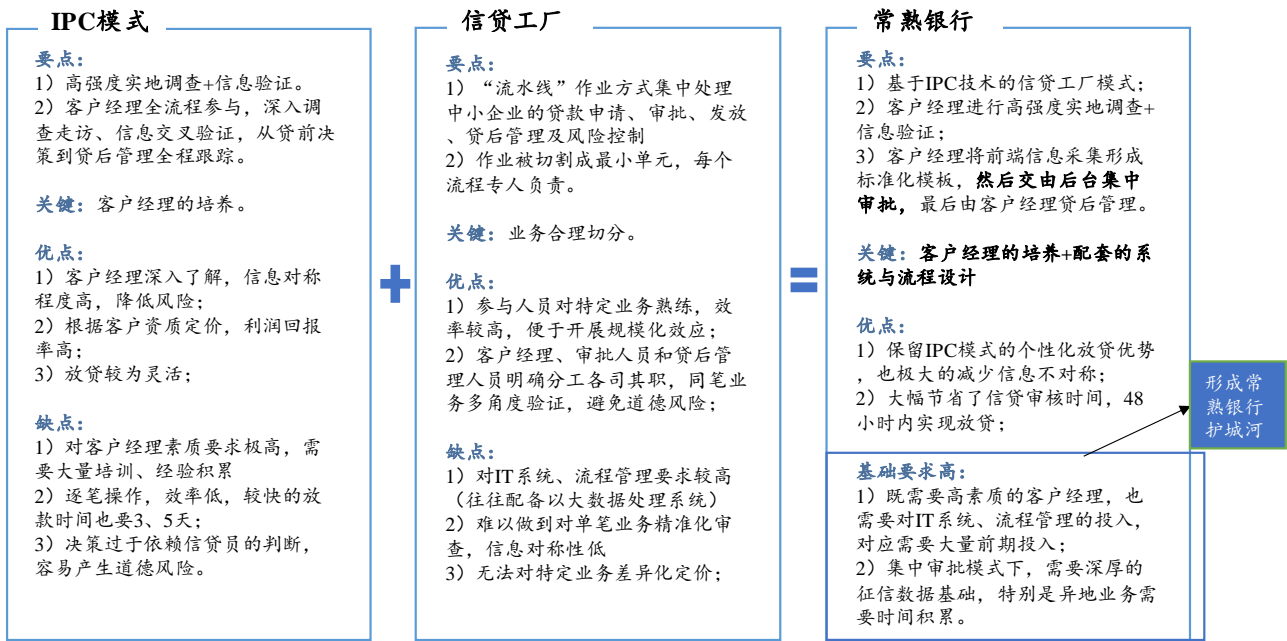 IPC模式
要点：
1）高强度实地调查+信息验证。
2）客户经理全流程参与，深入调
查走访、信息交叉验证，从贷前决
策到贷后管理全程跟踪。
关键：客户经理的培养。
优点：
1）客户经理深入了解，信息对称
程度高，降低风险；
2）根据客户资质定价，利润回报
率高；
3）放贷较为灵活；
缺点：
1）对客户经理素质要求极高，需
要大量培训、经验积累
2）逐笔操作，效率低，较快的放
款时间也要3、5天；
3）决策过于依赖信贷员的判断，
容易产生道德风险。
+
信贷工厂
要点：
1）“流水线”作业方式集中处理
中小企业的贷款申请、审批、发放
、贷后管理及风险控制
2）作业被切割成最小单元，每个
流程专人负责。
关键：业务合理切分。
优点：
1）参与人员对特定业务熟练，效
率较高，便于开展规模化效应；
2）客户经理、审批人员和贷后管
理人员明确分工各司其职，同笔业
务多角度验证，避免道德风险；
缺点：
1）对IT系统、流程管理要求较高
（往往配备以大数据处理系统）
2）难以做到对单笔业务精准化审
查，信息对称性低
3）无法对特定业务差异化定价；
=
常熟银行
要点：
1）基于IPC技术的信贷工厂模式；
2）客户经理进行高强度实地调查+
信息验证；
3）客户经理将前端信息采集形成
标准化模板，然后交由后台集中
审批，最后由客户经理贷后管理。
关键：客户经理的培养+配套的系
统与流程设计
优点：
1）保留IPC模式的个性化放贷优势
，也极大的减少信息不对称；
2）大幅节省了信贷审核时间，48
小时内实现放贷；
基础要求高：
1）既需要高素质的客户经理，也
需要对IT系统、流程管理的投入，
对应需要大量前期投入；
2）集中审批模式下，需要深厚的
征信数据基础，特别是异地业务需
要时间积累。
形成常
熟银行
护城河